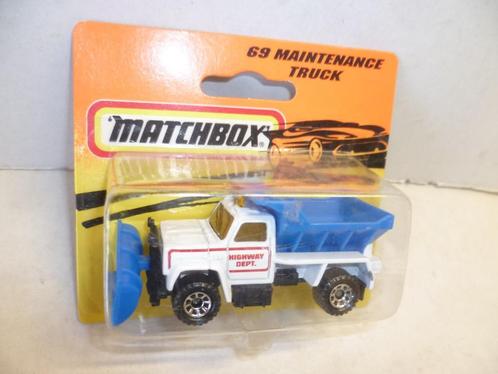 69 MAINTENANCE
TRUCK
MATCHBOX®
HIGHWAY
DEPT.